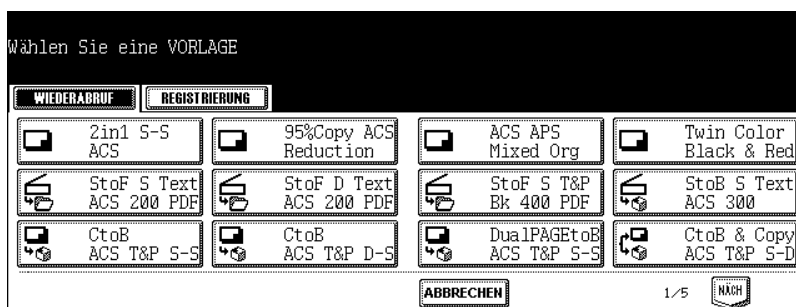 Wählen Sie eine VORLAGE
WIEDERABRUF REGISTRIERUNG
2in1 S-S 95%Copy ACS ACS APS Twin Color
ACS Reduction Mixed Org Black & Red
StoF S Text StoF D Text StoF S T&P StoB S Text
ACS 200 PDF ACS 200 PDF Bk 400 PDF ACS 300
CtoB CtoB DualPAGEtoB CtoB & Copy
ACS T&P S-S ACS T&P D-S ACS T&P S-S ACS T&P S-D
ABBRECHEN 1/5 NÄCH